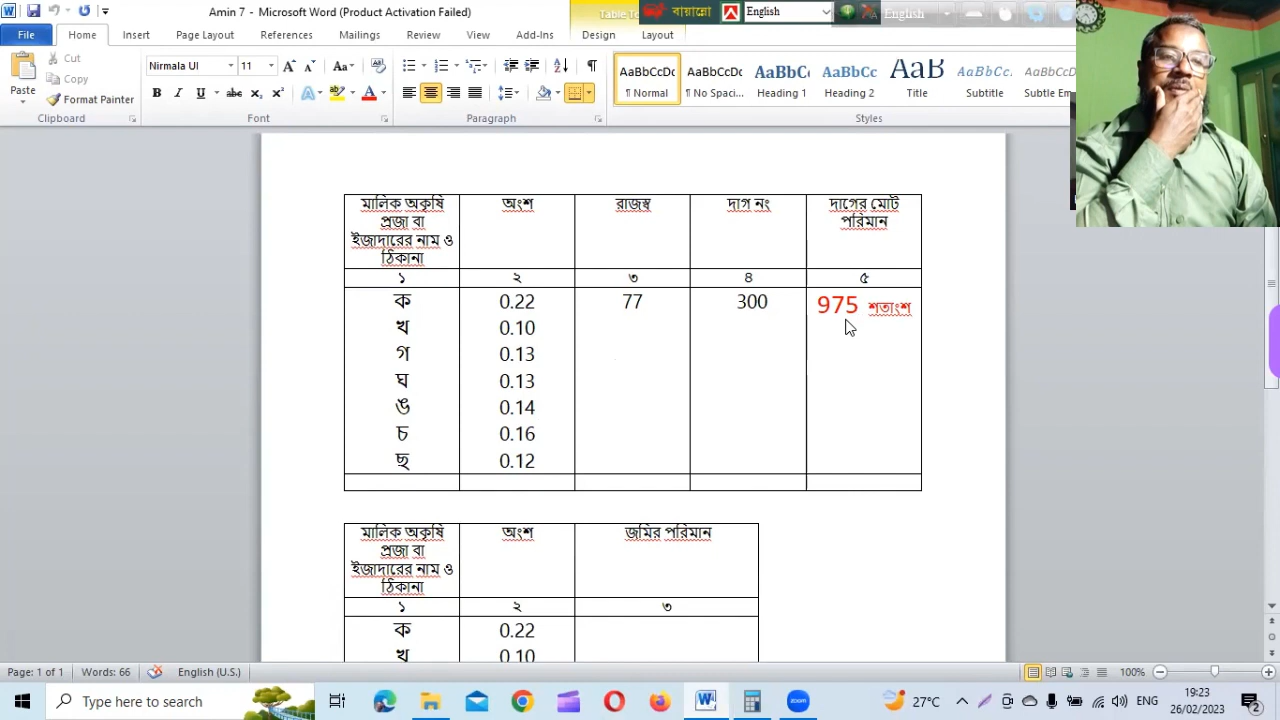 Amin 7 - Microsoft Word (Product Activation Failed)
Table To
বায়ান্নো
English
English
File
Home
Insert
Page Layout
References
Mailings
Review
View
Add-Ins
Design
Layout
Paste
Cut
Copy
Format Painter
Clipboard
Nirmala UI
11
Font
Paragraph
AaBbCcDc
¶ Normal
AaBbCcDc
¶ No Spaci...
AaBbC(
Heading 1
AaBbCc
Heading 2
AaB
Title
AaBbCc.
Subtitle
AaBbCcD
Subtle Em
Styles
মালিক অকৃষি প্রজা বা ইজাদারের নাম ও ঠিকানা
অংশ
রাজস্ব
দাগ নং
দাগের মোট পরিমান
১ ২ ৩ ৪ ৫
ক 0.22 77 300 975 শতাংশ
খ 0.10
গ 0.13
ঘ 0.13
ঙ 0.14
চ 0.16
ছ 0.12
মালিক অকৃষি প্রজা বা ইজাদারের নাম ও ঠিকানা
অংশ
জমির পরিমান
১ ২ ৩
ক 0.22
খ 0.10
Page: 1 of 1
Words: 66
English (U.S.)
100%
Type here to search
27°C
ENG
19:23
26/02/2023